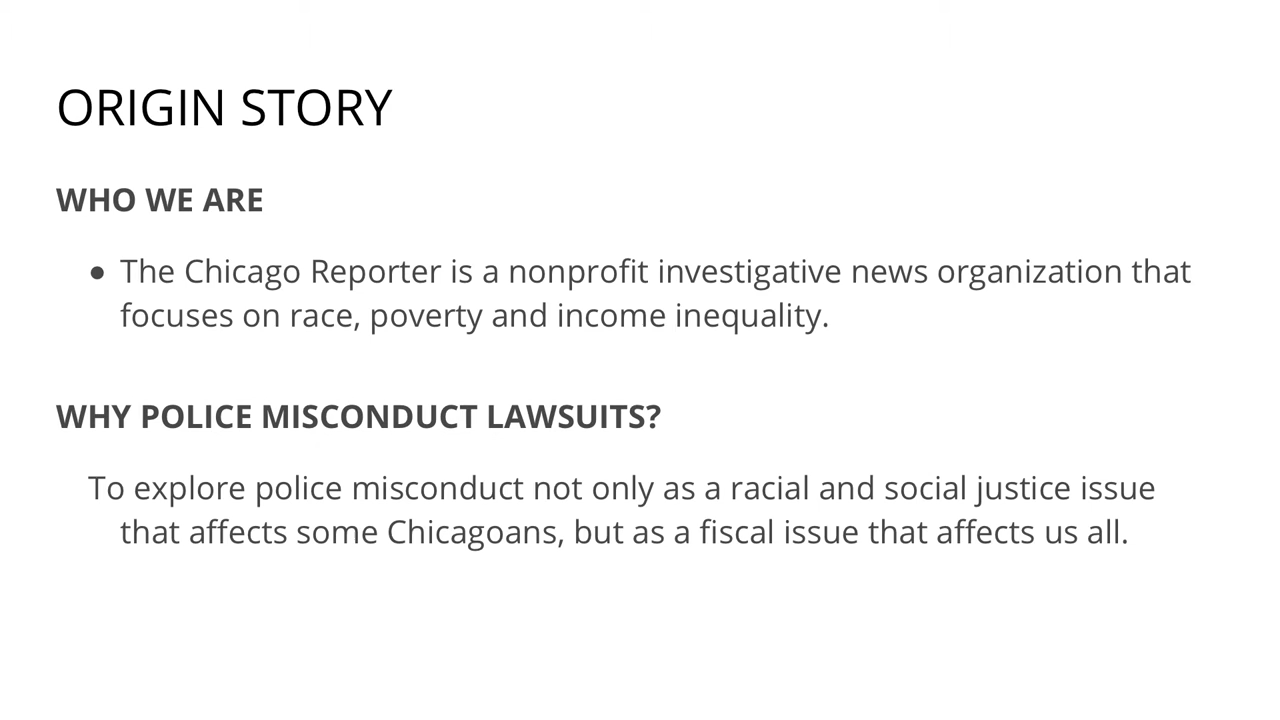 ORIGIN STORY
WHO WE ARE
● The Chicago Reporter is a nonprofit investigative news organization that
focuses on race, poverty and income inequality.
WHY POLICE MISCONDUCT LAWSUITS?
To explore police misconduct not only as a racial and social justice issue
that affects some Chicagoans, but as a fiscal issue that affects us all.